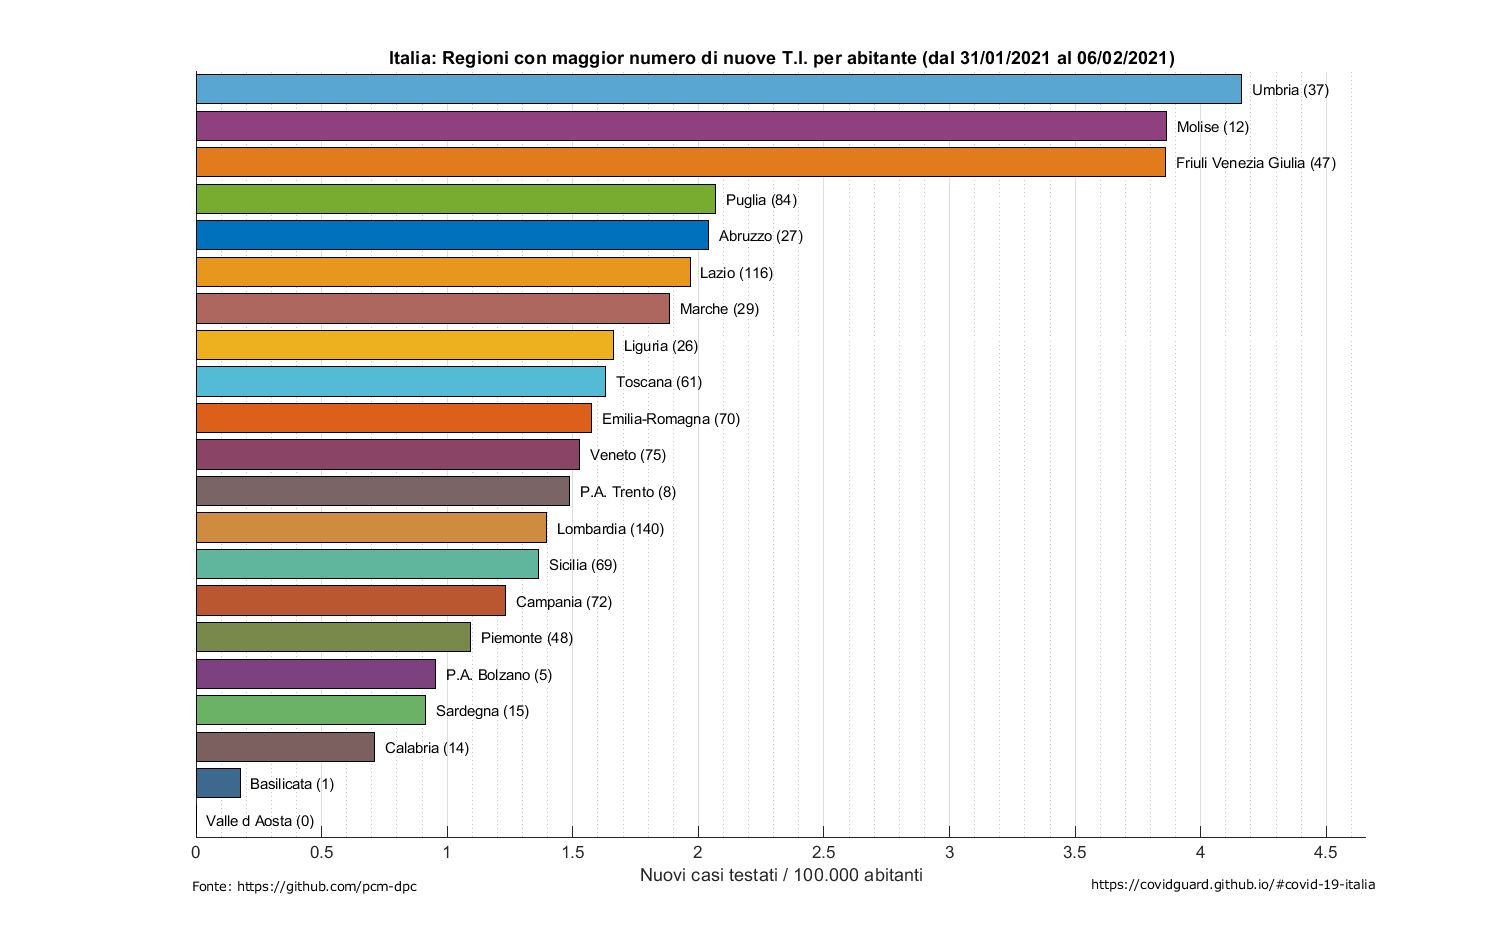 Italia: Regioni con maggior numero di nuove T.I. per abitante (dal 31/01/2021 al 06/02/2021)
Umbria (37)
Molise (12)
Friuli Venezia Giulia (47)
Puglia (84)
Abruzzo (27)
Lazio (116)
Marche (29)
Liguria (26)
Toscana (61)
Emilia-Romagna (70)
Veneto (75)
P.A. Trento (8)
Lombardia (140)
Sicilia (69)
Campania (72)
Piemonte (48)
P.A. Bolzano (5)
Sardegna (15)
Calabria (14)
Basilicata (1)
Valle d Aosta (0)
0 0.5 1 1.5 2 2.5 3 3.5 4 4.5
Nuovi casi testati / 100.000 abitanti
Fonte: https://github.com/pcm-dpc
https://covidguard.github.io/#covid-19-italia